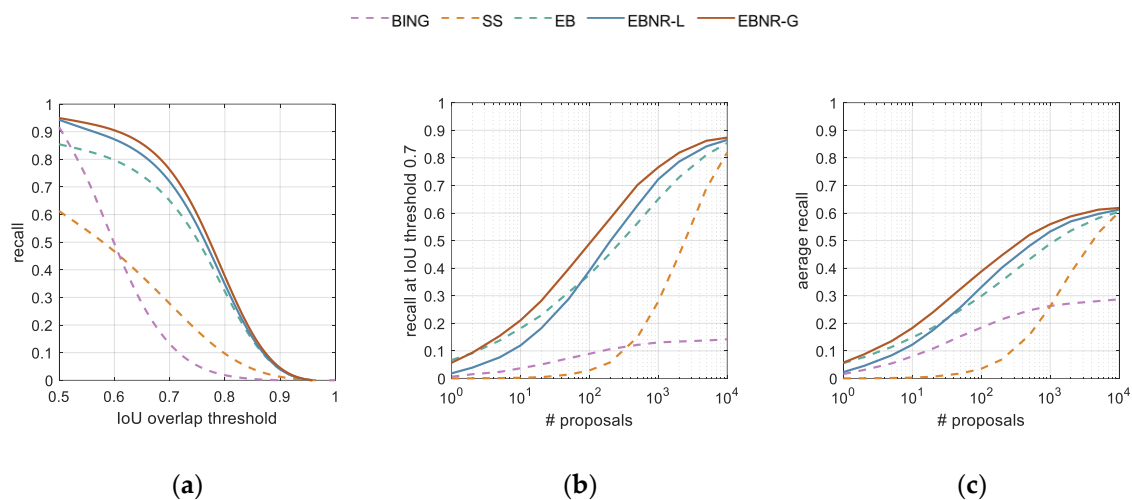 BING SS EB EBNR-L EBNR-G
recall
1
0.9
0.8
0.7
0.6
0.5
0.4
0.3
0.2
0.1
0
0.5 0.6 0.7 0.8 0.9 1
IoU overlap threshold
(a)
recall at IoU threshold 0.7
1
0.9
0.8
0.7
0.6
0.5
0.4
0.3
0.2
0.1
0
10^0 10^1 10^2 10^3 10^4
# proposals
(b)
aerage recall
1
0.9
0.8
0.7
0.6
0.5
0.4
0.3
0.2
0.1
0
10^0 10^1 10^2 10^3 10^4
# proposals
(c)